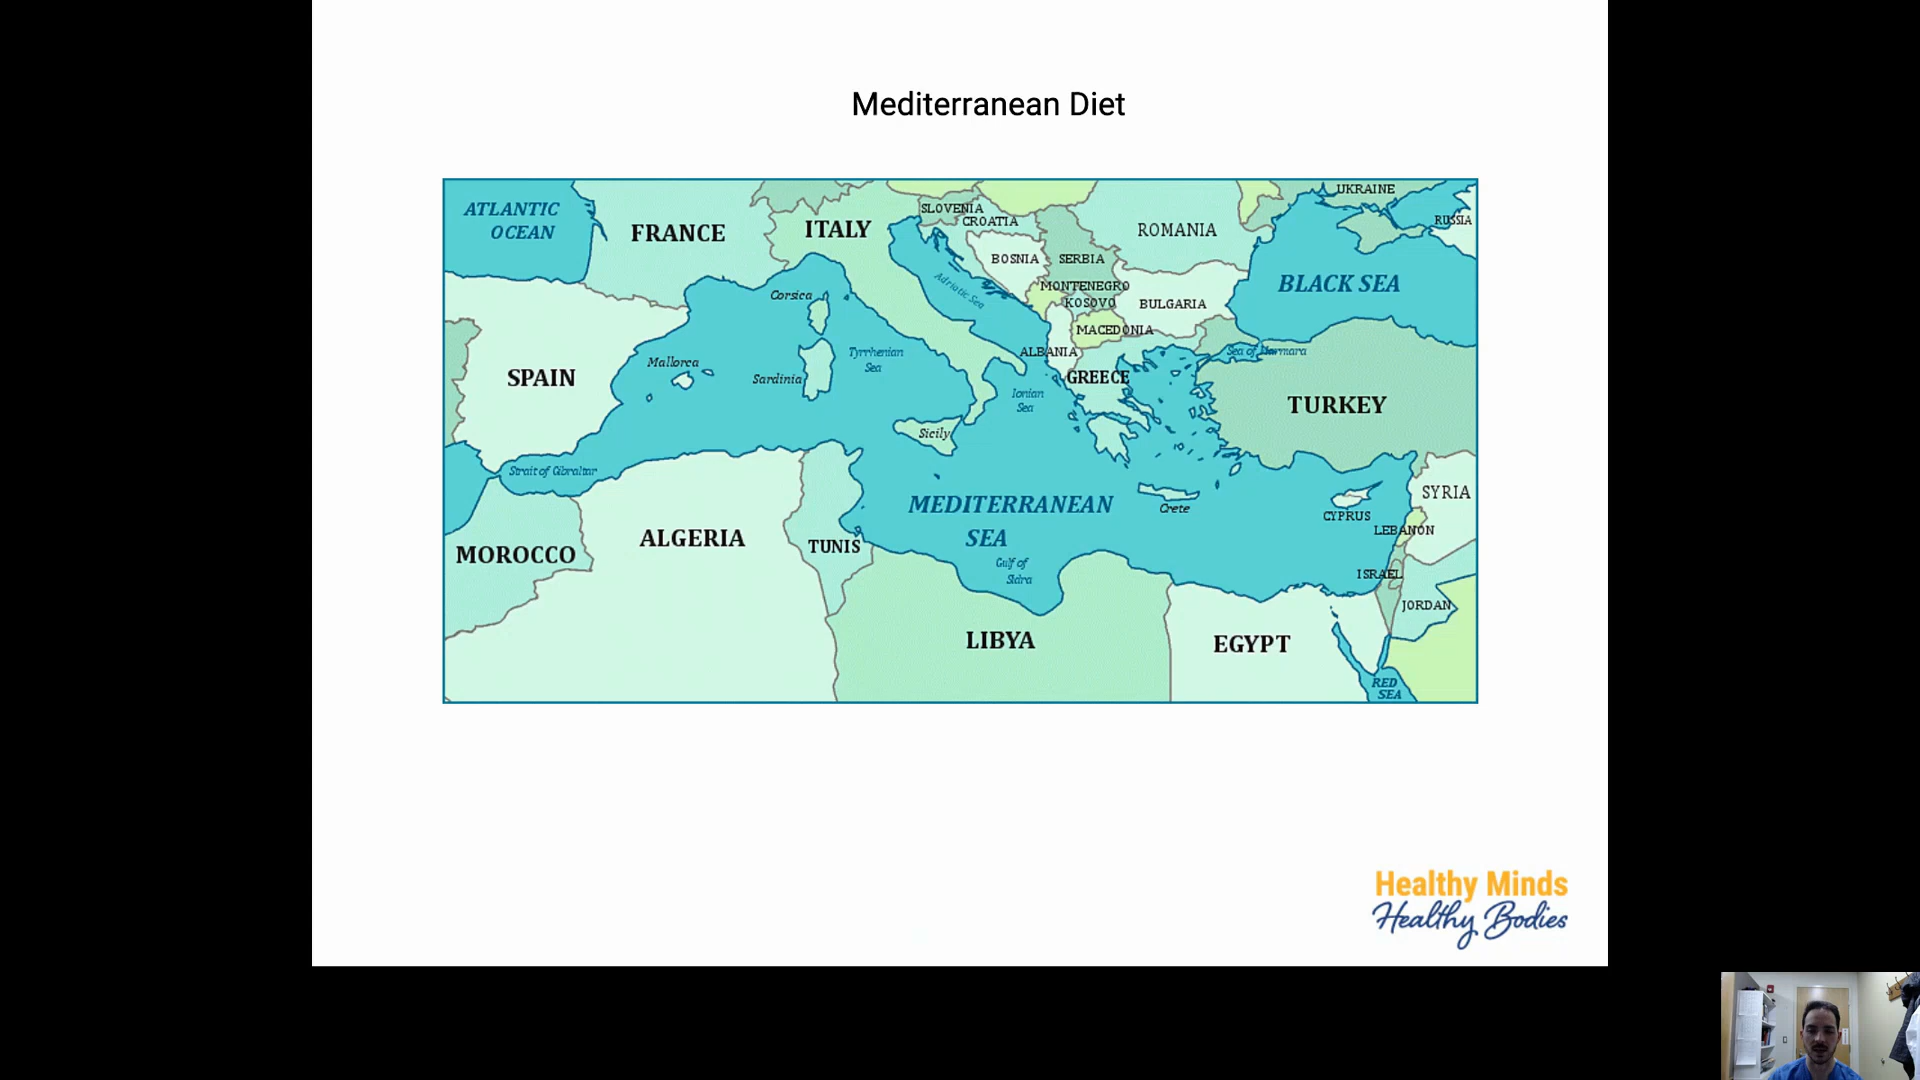 Mediterranean Diet
ATLANTIC
OCEAN
FRANCE
ITALY
SLOVENIA
CROATIA
ROMANIA
UKRAINE
RUSSIA
BOSNIA
SERBIA
Adriatic Sea
MONTENEGRO
KOSOVO
BULGARIA
BLACK SEA
Corsica
MACEDONIA
ALBANIA
Sea of Marmara
SPAIN
Mallorca
Sardinia
Tyrrhenian
Sea
Ionian
Sea
GREECE
TURKEY
Sicily
Strait of Gibraltar
MEDITERRANEAN
SEA
Crete
CYPRUS
SYRIA
LEBANON
MOROCCO
ALGERIA
TUNIS
Gulf of
Sidra
ISRAEL
JORDAN
LIBYA
EGYPT
RED
SEA
Healthy Minds
Healthy Bodies